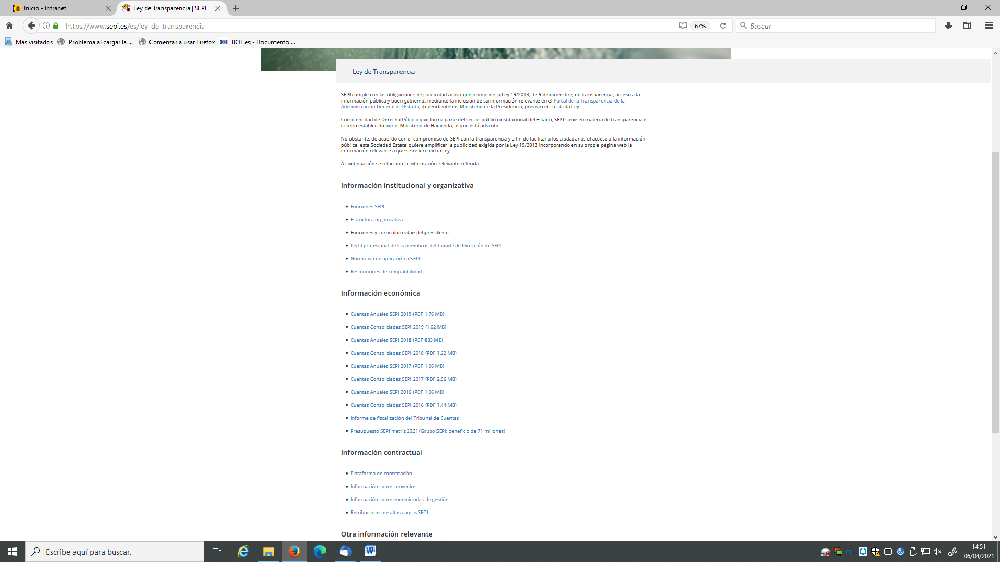 Inicio - Intranet
Ley de Transparencia | SEPI
https://www.sepi.es/es/ley-de-transparencia
67%
Buscar
Más visitados
Problema al cargar la ...
Comenzar a usar Firefox
BOE.es - Documento ...
Ley de Transparencia
SEPI cumple con las obligaciones de publicidad activa que le impone la Ley 19/2013, de 9 de diciembre, de transparencia, acceso a la
información pública y buen gobierno, mediante la inclusión de su información relevante en el Portal de la Transparencia de la
Administración General del Estado, dependiente del Ministerio de la Presidencia, previsto en la citada Ley.
Como entidad de Derecho Público que forma parte del sector público institucional del Estado, SEPI sigue en materia de transparencia el
criterio establecido por el Ministerio de Hacienda, al que está adscrito.
No obstante, de acuerdo con el compromiso de SEPI con la transparencia y a fin de facilitar a los ciudadanos el acceso a la información
pública, esta Sociedad Estatal quiere amplificar la publicidad exigida por la Ley 19/2013 incorporando en su propia página web la
información relevante a que se refiere dicha Ley.
A continuación se relaciona la información relevante referida:
Información institucional y organizativa
• Funciones SEPI
• Estructura organizativa
• Funciones y curriculum vitae del presidente
• Perfil profesional de los miembros del Comité de Dirección de SEPI
• Normativa de aplicación a SEPI
• Resoluciones de compatibilidad
Información económica
• Cuentas Anuales SEPI 2019 (PDF 1,76 MB)
• Cuentas Consolidadas SEPI 2019 (1,62 MB)
• Cuentas Anuales SEPI 2018 (PDF 883 MB)
• Cuentas Consolidadas SEPI 2018 (PDF 1,22 MB)
• Cuentas Anuales SEPI 2017 (PDF 1,06 MB)
• Cuentas Consolidadas SEPI 2017 (PDF 2,56 MB)
• Cuentas Anuales SEPI 2016 (PDF 1,06 MB)
• Cuentas Consolidadas SEPI 2016 (PDF 1,44 MB)
• Informe de fiscalización del Tribunal de Cuentas
• Presupuesto SEPI matriz 2021 (Grupo SEPI: beneficio de 71 millones)
Información contractual
• Plataforma de contratación
• Información sobre convenios
• Información sobre encomiendas de gestión
• Retribuciones de altos cargos SEPI
Otra información relevante
Escribe aquí para buscar.
14:51
06/04/2021